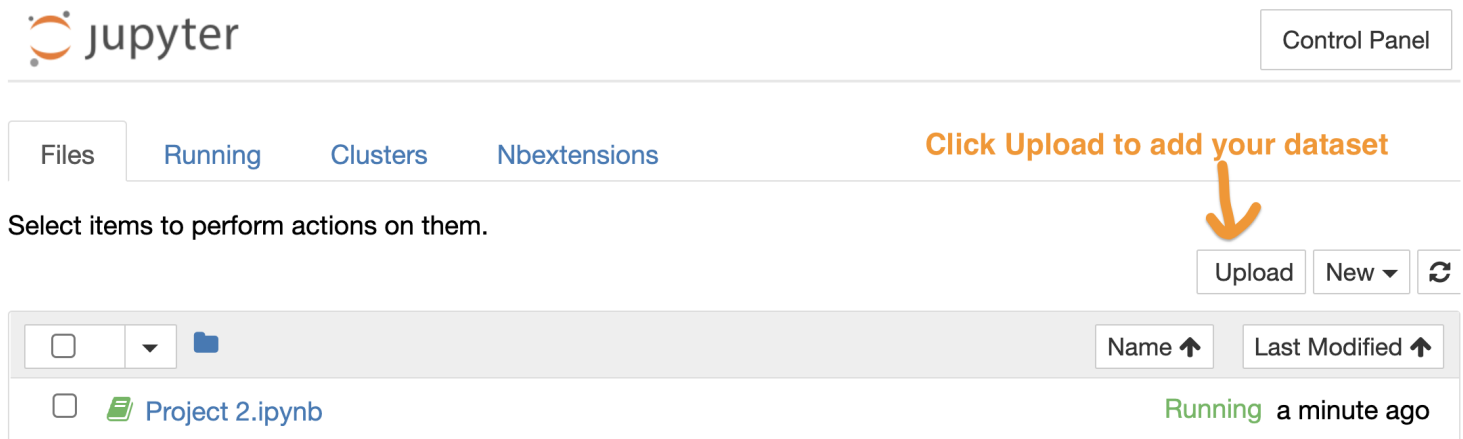 jupyter
Control Panel
Files Running Clusters Nbextensions
Click Upload to add your dataset
Select items to perform actions on them.
Upload New
Name Last Modified
Project 2.ipynb Running a minute ago